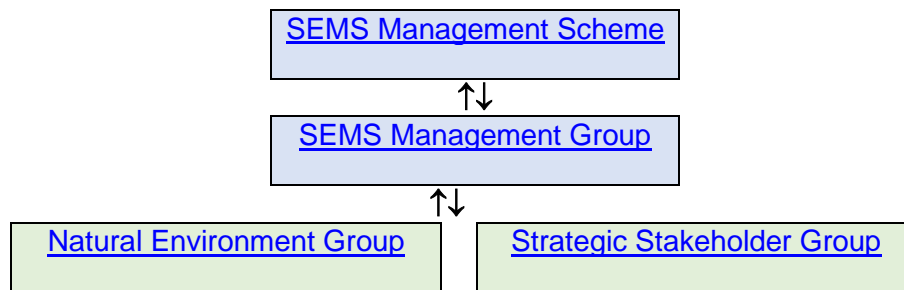 SEMS Management Scheme
↑↓
SEMS Management Group
↑↓
Natural Environment Group
Strategic Stakeholder Group